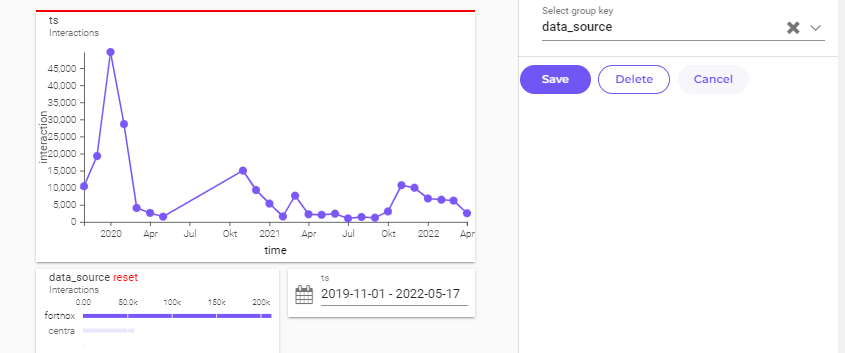 ts
Interactions
45,000
40,000
35,000
30,000
25,000
20,000
15,000
10,000
5,000
0
interaction
2020 Apr Jul Okt 2021 Apr Jul Okt 2022 Apr
time
data_source reset
Interactions
0.00 50.0k 100k 150k 200k
fortnox
centra
ts
2019-11-01 - 2022-05-17
Select group key
data_source
Save Delete Cancel